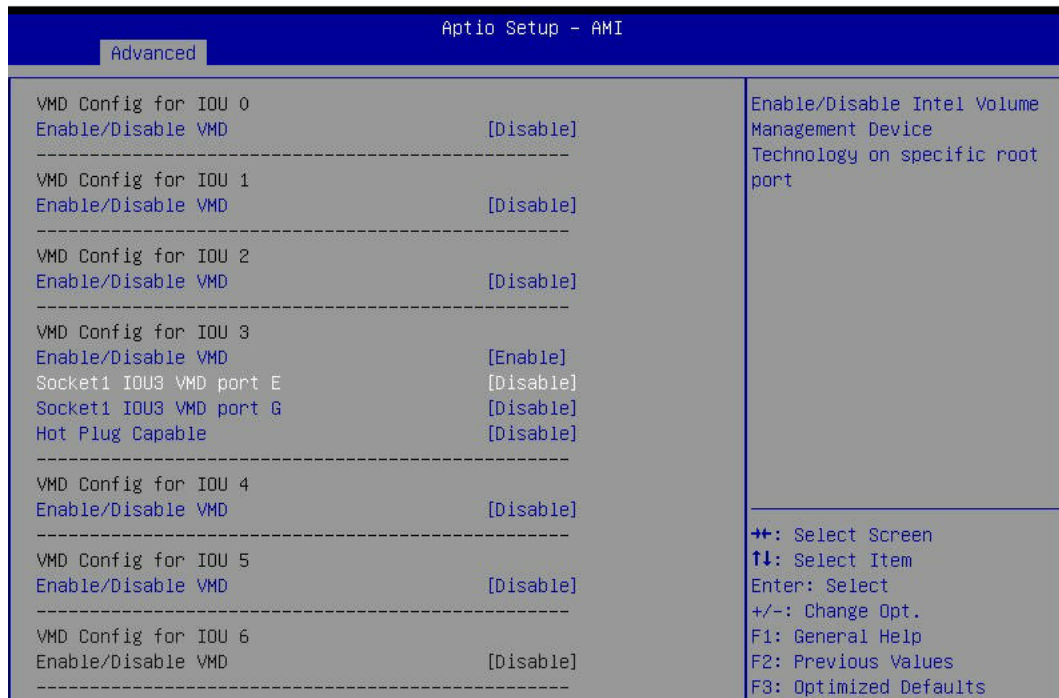 Aptio Setup – AMI
Advanced
VMD Config for IOU 0
Enable/Disable VMD [Disable]
--------------------------------------------------
VMD Config for IOU 1
Enable/Disable VMD [Disable]
--------------------------------------------------
VMD Config for IOU 2
Enable/Disable VMD [Disable]
--------------------------------------------------
VMD Config for IOU 3
Enable/Disable VMD [Enable]
Socket1 IOU3 VMD port E [Disable]
Socket1 IOU3 VMD port G [Disable]
Hot Plug Capable [Disable]
--------------------------------------------------
VMD Config for IOU 4
Enable/Disable VMD [Disable]
--------------------------------------------------
VMD Config for IOU 5
Enable/Disable VMD [Disable]
--------------------------------------------------
VMD Config for IOU 6
Enable/Disable VMD [Disable]
--------------------------------------------------
Enable/Disable Intel Volume
Management Device
Technology on specific root
port
→←: Select Screen
↑↓: Select Item
Enter: Select
+/-: Change Opt.
F1: General Help
F2: Previous Values
F3: Optimized Defaults